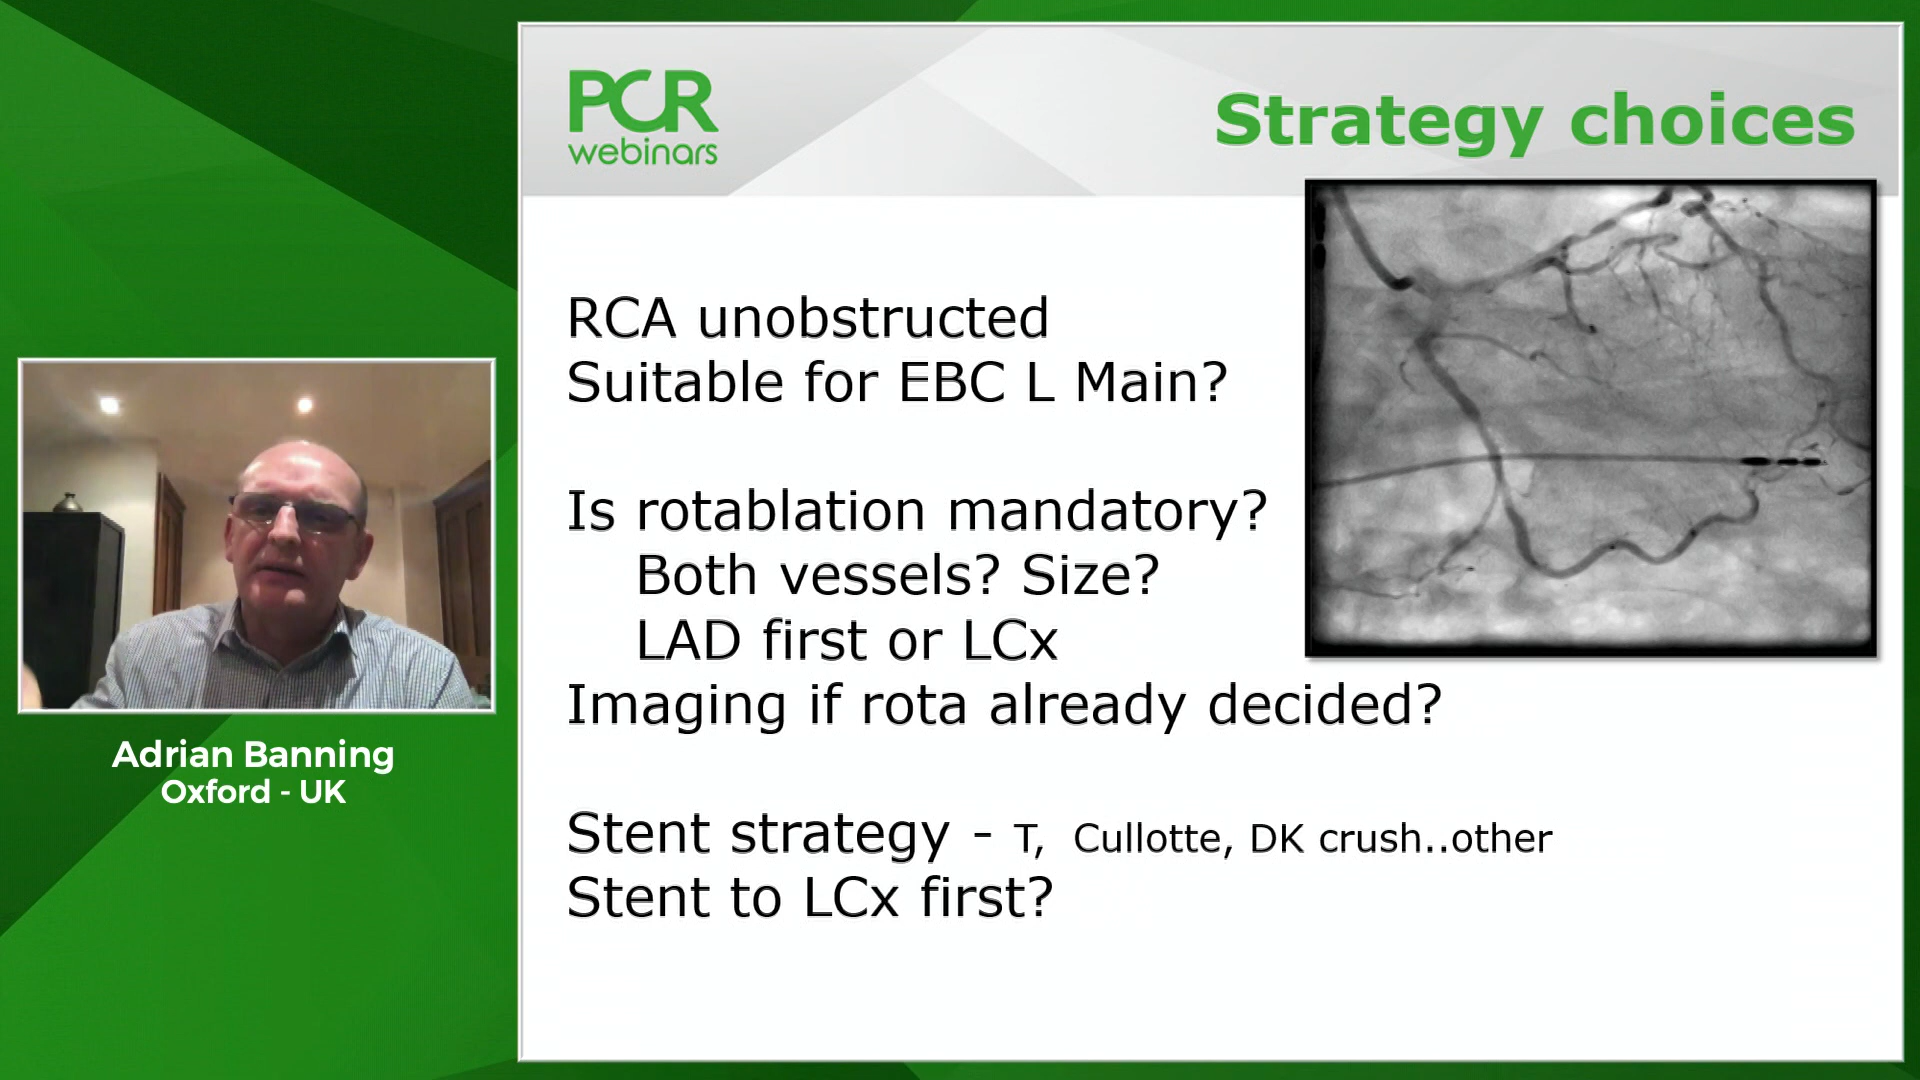 PCR
webinars
Strategy choices
RCA unobstructed
Suitable for EBC L Main?
Is rotablation mandatory?
Both vessels? Size?
LAD first or LCx
Imaging if rota already decided?
Stent strategy - T, Cullotte, DK crush..other
Stent to LCx first?
Adrian Banning
Oxford - UK